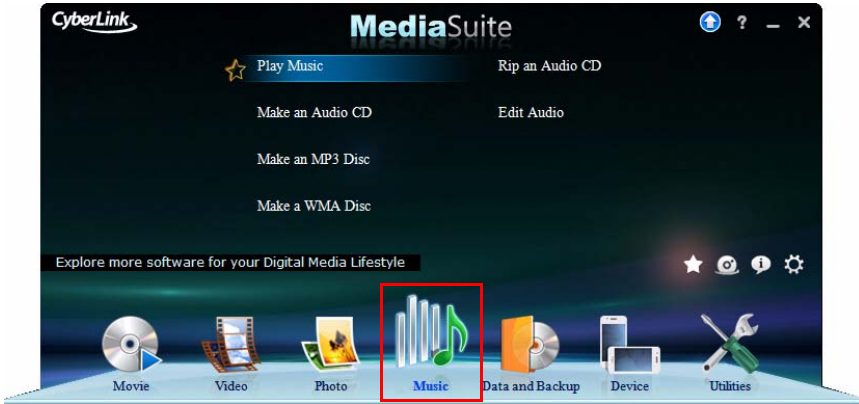 CyberLink
MediaSuite
?
Play Music
Rip an Audio CD
Make an Audio CD
Edit Audio
Make an MP3 Disc
Make a WMA Disc
Explore more software for your Digital Media Lifestyle
Movie
Video
Photo
Music
Data and Backup
Device
Utilities